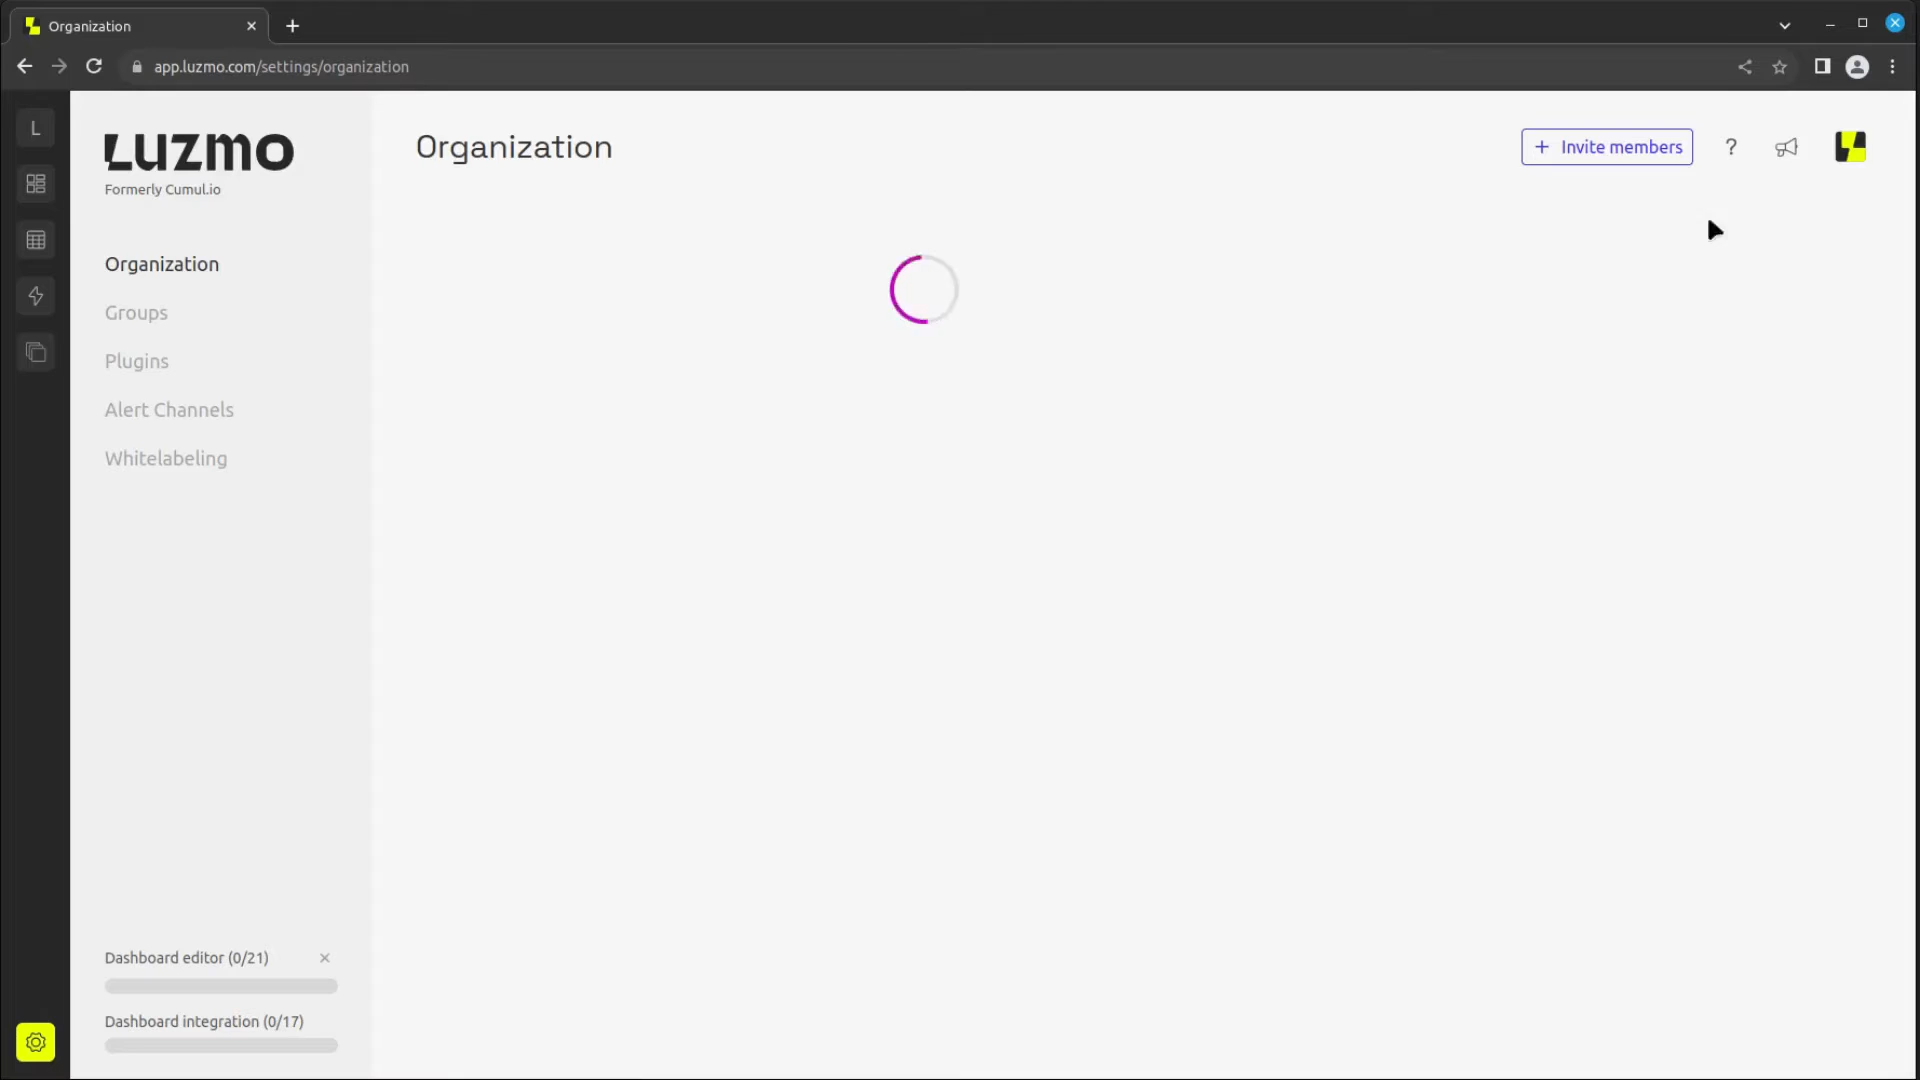 Organization
app.luzmo.com/settings/organization
L
Luzmo
Formerly Cumul.io
Organization
Groups
Plugins
Alert Channels
Whitelabeling
Dashboard editor (0/21)
Dashboard integration (0/17)
Organization
+ Invite members
?